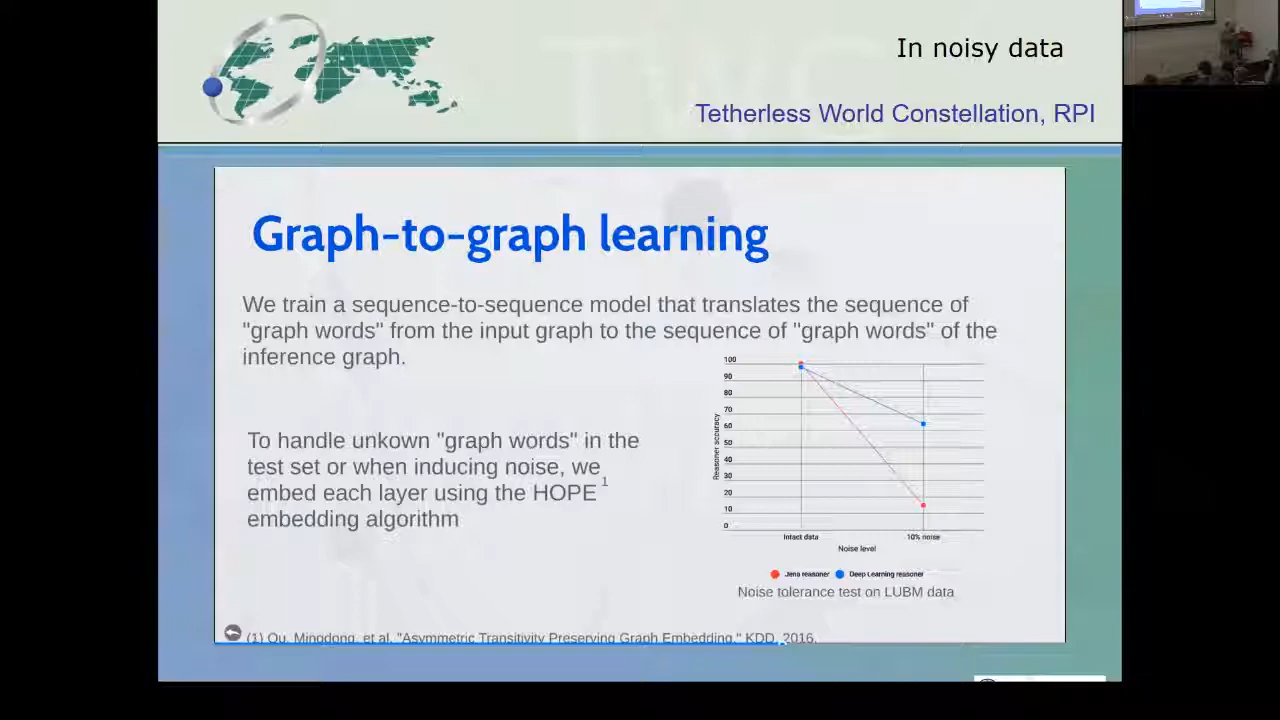 In noisy data
Tetherless World Constellation, RPI
Graph-to-graph learning
We train a sequence-to-sequence model that translates the sequence of
"graph words" from the input graph to the sequence of "graph words" of the
inference graph.
To handle unkown "graph words" in the
test set or when inducing noise, we
embed each layer using the HOPE 1
embedding algorithm
100
90
80
70
60
50
40
30
20
10
0
Reasoner accuracy
Intact data
10% noise
Noise level
Jena reasoner
Deep Learning reasoner
Noise tolerance test on LUBM data
(1) Ou, Mingdong, et al. "Asymmetric Transitivity Preserving Graph Embedding." KDD. 2016.